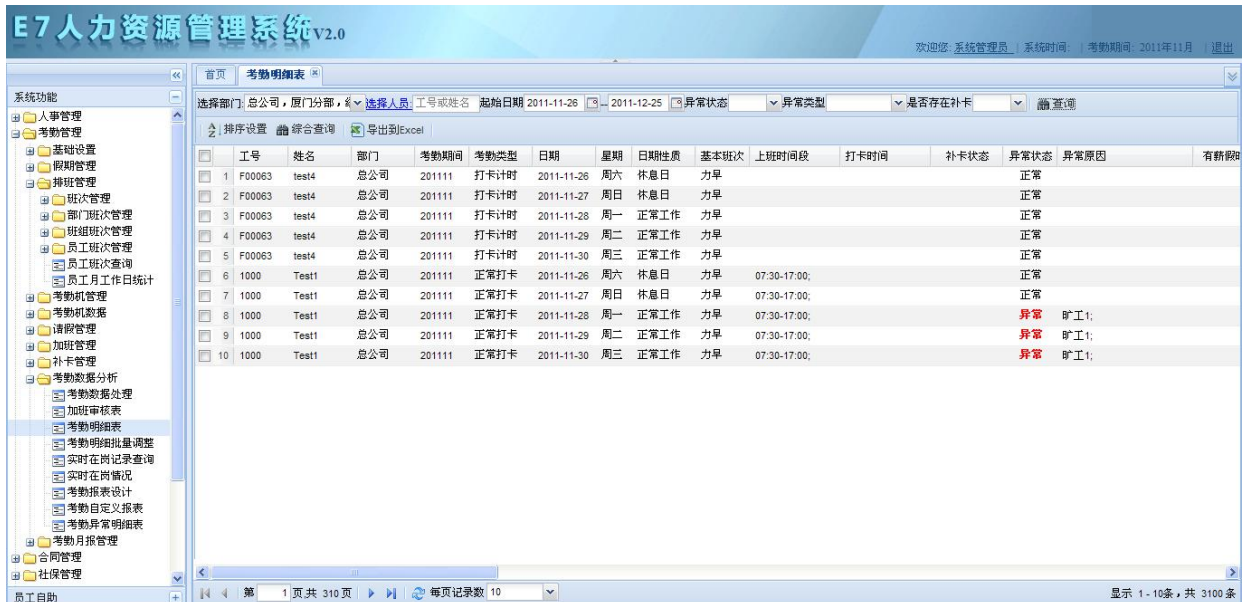 E7人力资源管理系统V2.0
欢迎您: 系统管理员 | 系统时间: | 考勤期间: 2011年11月 | 退出
首页 考勤明细表
系统功能
人事管理
考勤管理
基础设置
假期管理
排班管理
班次管理
部门班次管理
班组班次管理
员工班次管理
员工班次查询
员工月工作日统计
考勤机管理
考勤机数据
请假管理
加班管理
补卡管理
考勤数据分析
考勤数据处理
加班审核表
考勤明细表
考勤明细批量调整
实时在岗记录查询
实时在岗情况
考勤报表设计
考勤自定义报表
考勤异常明细表
考勤月报管理
合同管理
社保管理
员工自助
选择部门: 总公司，厦门分部， 选择人员: 工号或姓名 起始日期 2011-11-26 - 2011-12-25 异常状态 异常类型 是否存在补卡 查询
排序设置 综合查询 导出到Excel
工号 姓名 部门 考勤期间 考勤类型 日期 星期 日期性质 基本班次 上班时间段 打卡时间 补卡状态 异常状态 异常原因 有薪假
1 F00063 test4 总公司 201111 打卡计时 2011-11-26 周六 休息日 力早 正常
2 F00063 test4 总公司 201111 打卡计时 2011-11-27 周日 休息日 力早 正常
3 F00063 test4 总公司 201111 打卡计时 2011-11-28 周一 正常工作 力早 正常
4 F00063 test4 总公司 201111 打卡计时 2011-11-29 周二 正常工作 力早 正常
5 F00063 test4 总公司 201111 打卡计时 2011-11-30 周三 正常工作 力早 正常
6 1000 Test1 总公司 201111 正常打卡 2011-11-26 周六 休息日 力早 07:30-17:00; 正常
7 1000 Test1 总公司 201111 正常打卡 2011-11-27 周日 休息日 力早 07:30-17:00; 正常
8 1000 Test1 总公司 201111 正常打卡 2011-11-28 周一 正常工作 力早 07:30-17:00; 异常 旷工1;
9 1000 Test1 总公司 201111 正常打卡 2011-11-29 周二 正常工作 力早 07:30-17:00; 异常 旷工1;
10 1000 Test1 总公司 201111 正常打卡 2011-11-30 周三 正常工作 力早 07:30-17:00; 异常 旷工1;
第 1 页共 310 页 每页记录数 10 显示 1 - 10条，共 3100 条